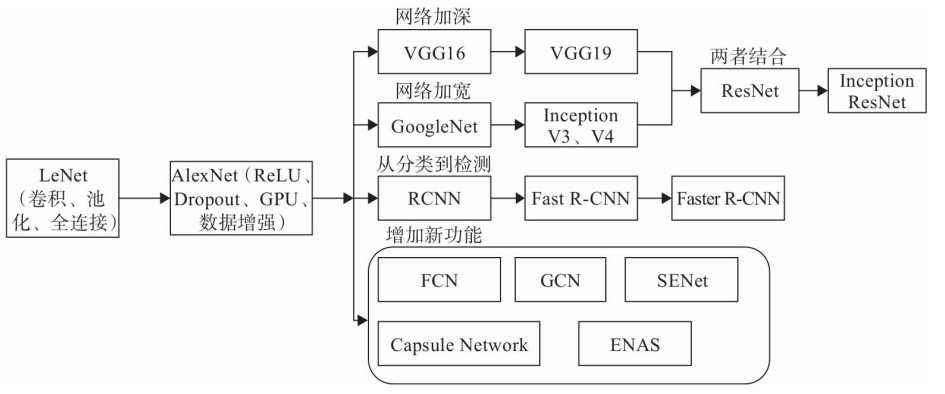 网络加深
VGG16
VGG19
两者结合
ResNet
Inception
ResNet
网络加宽
GoogleNet
Inception
V3、V4
LeNet
(卷积、池
化、全连接)
AlexNet(ReLU、
Dropout、GPU、
数据增强)
从分类到检测
RCNN
Fast R-CNN
Faster R-CNN
增加新功能
FCN
GCN
SENet
Capsule Network
ENAS